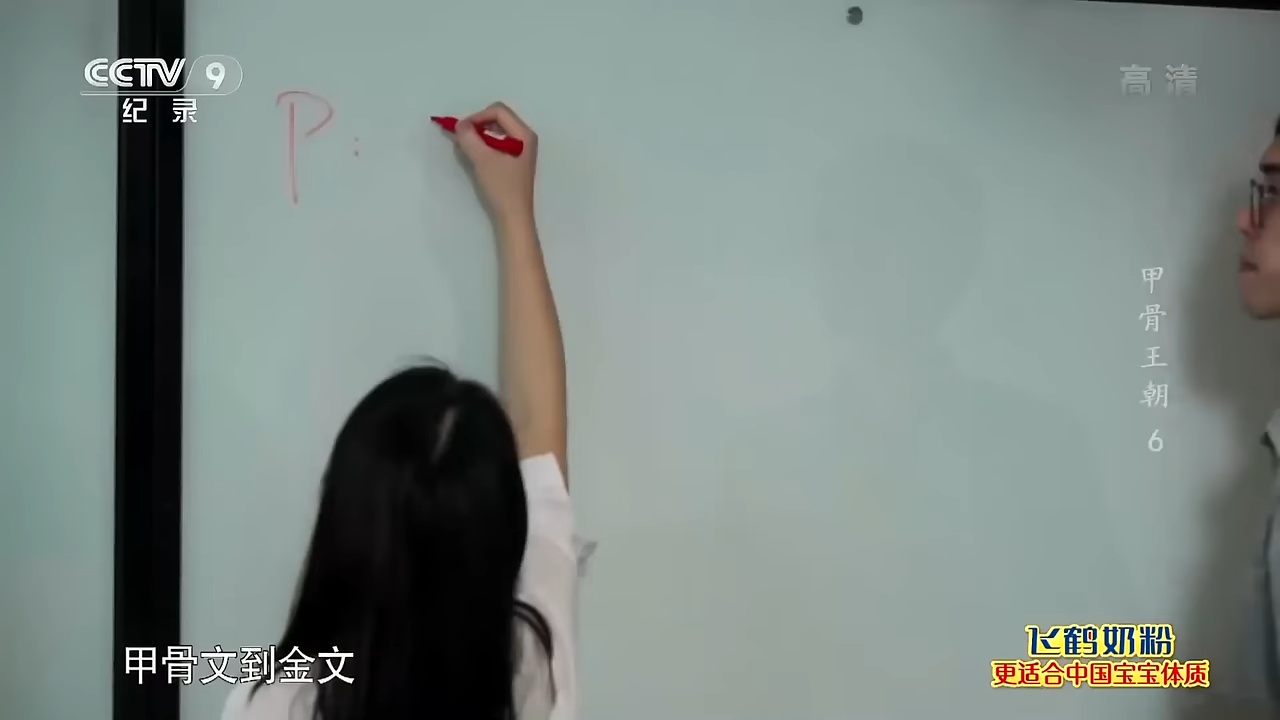 CCTV 9
纪录
高清
P:
甲骨王朝 6
甲骨文到金文
飞鹤奶粉
更适合中国宝宝体质